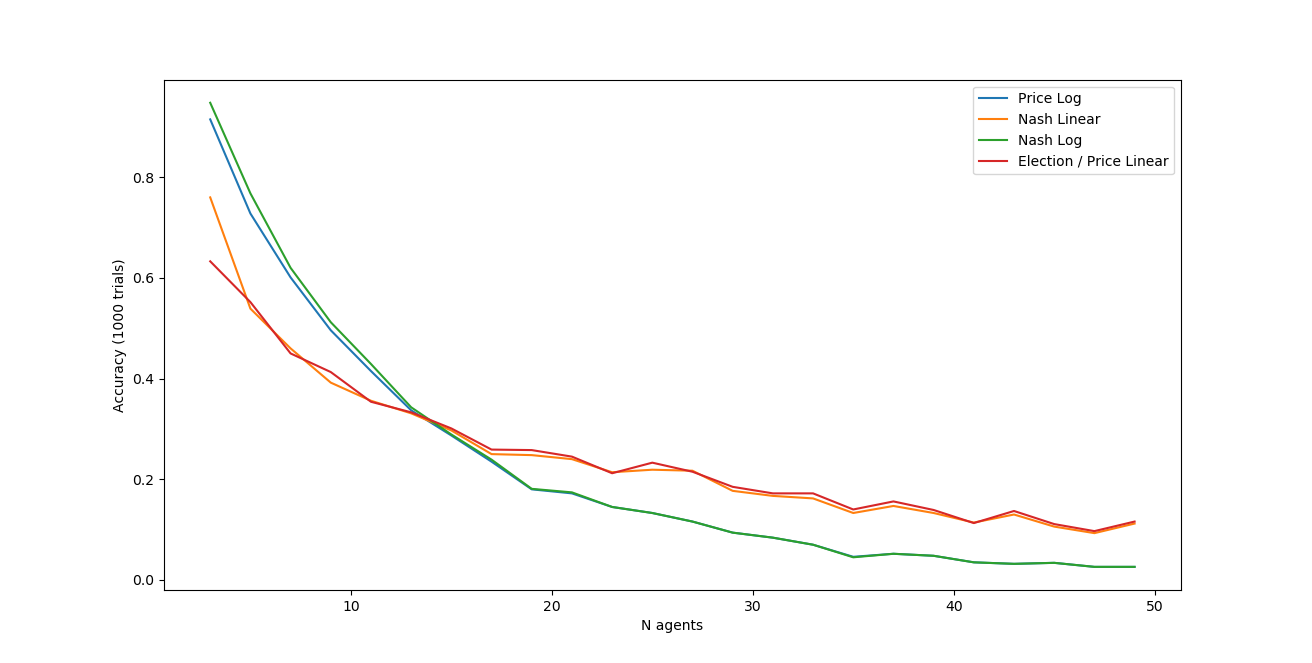 Price Log
Nash Linear
Nash Log
Election / Price Linear
Accuracy (1000 trials)
0.8
0.6
0.4
0.2
0.0
10
20
30
40
50
N agents